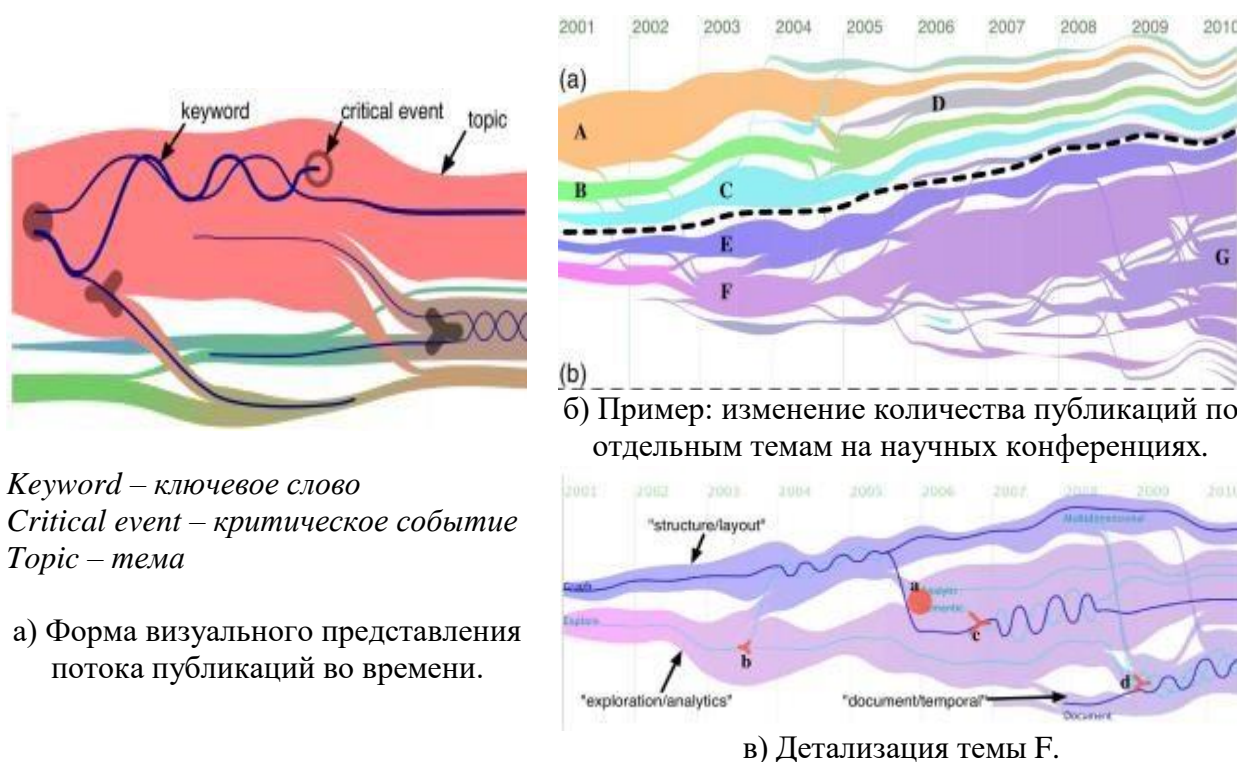 keyword
critical event
topic
Keyword – ключевое слово
Critical event – критическое событие
Topic – тема
а) Форма визуального представления
потока публикаций во времени.
2001 2002 2003 2004 2005 2006 2007 2008 2009 2010
(a)
A
B
C
D
E
F
G
(b)
б) Пример: изменение количества публикаций по
отдельным темам на научных конференциях.
2001 2002 2003 2004 2005 2006 2007 2008 2009 2010
"structure/layout"
Multidimensional
Graph
a
Explore
b
c
d
"exploration/analytics"
"document/temporal"
Document
в) Детализация темы F.